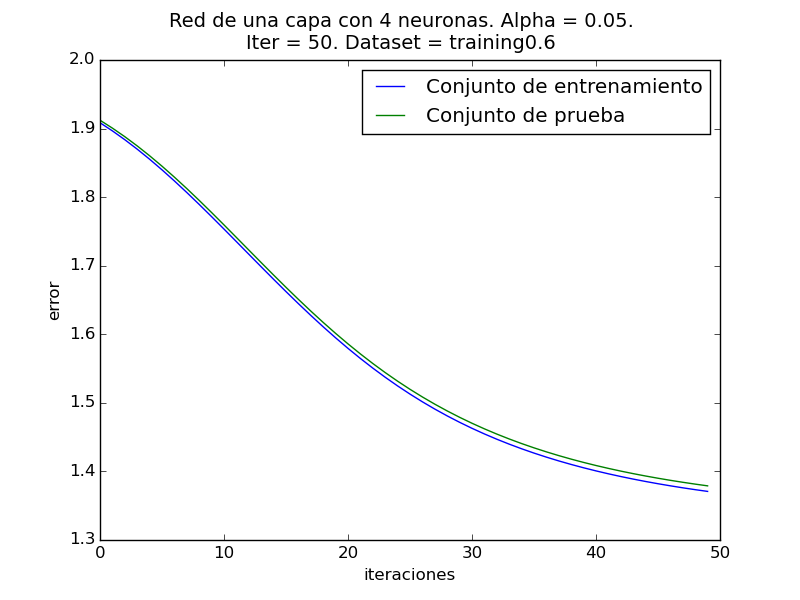 Red de una capa con 4 neuronas. Alpha = 0.05.
Iter = 50. Dataset = training0.6
Conjunto de entrenamiento
Conjunto de prueba
2.0
1.9
1.8
1.7
1.6
1.5
1.4
1.3
error
0 10 20 30 40 50
iteraciones